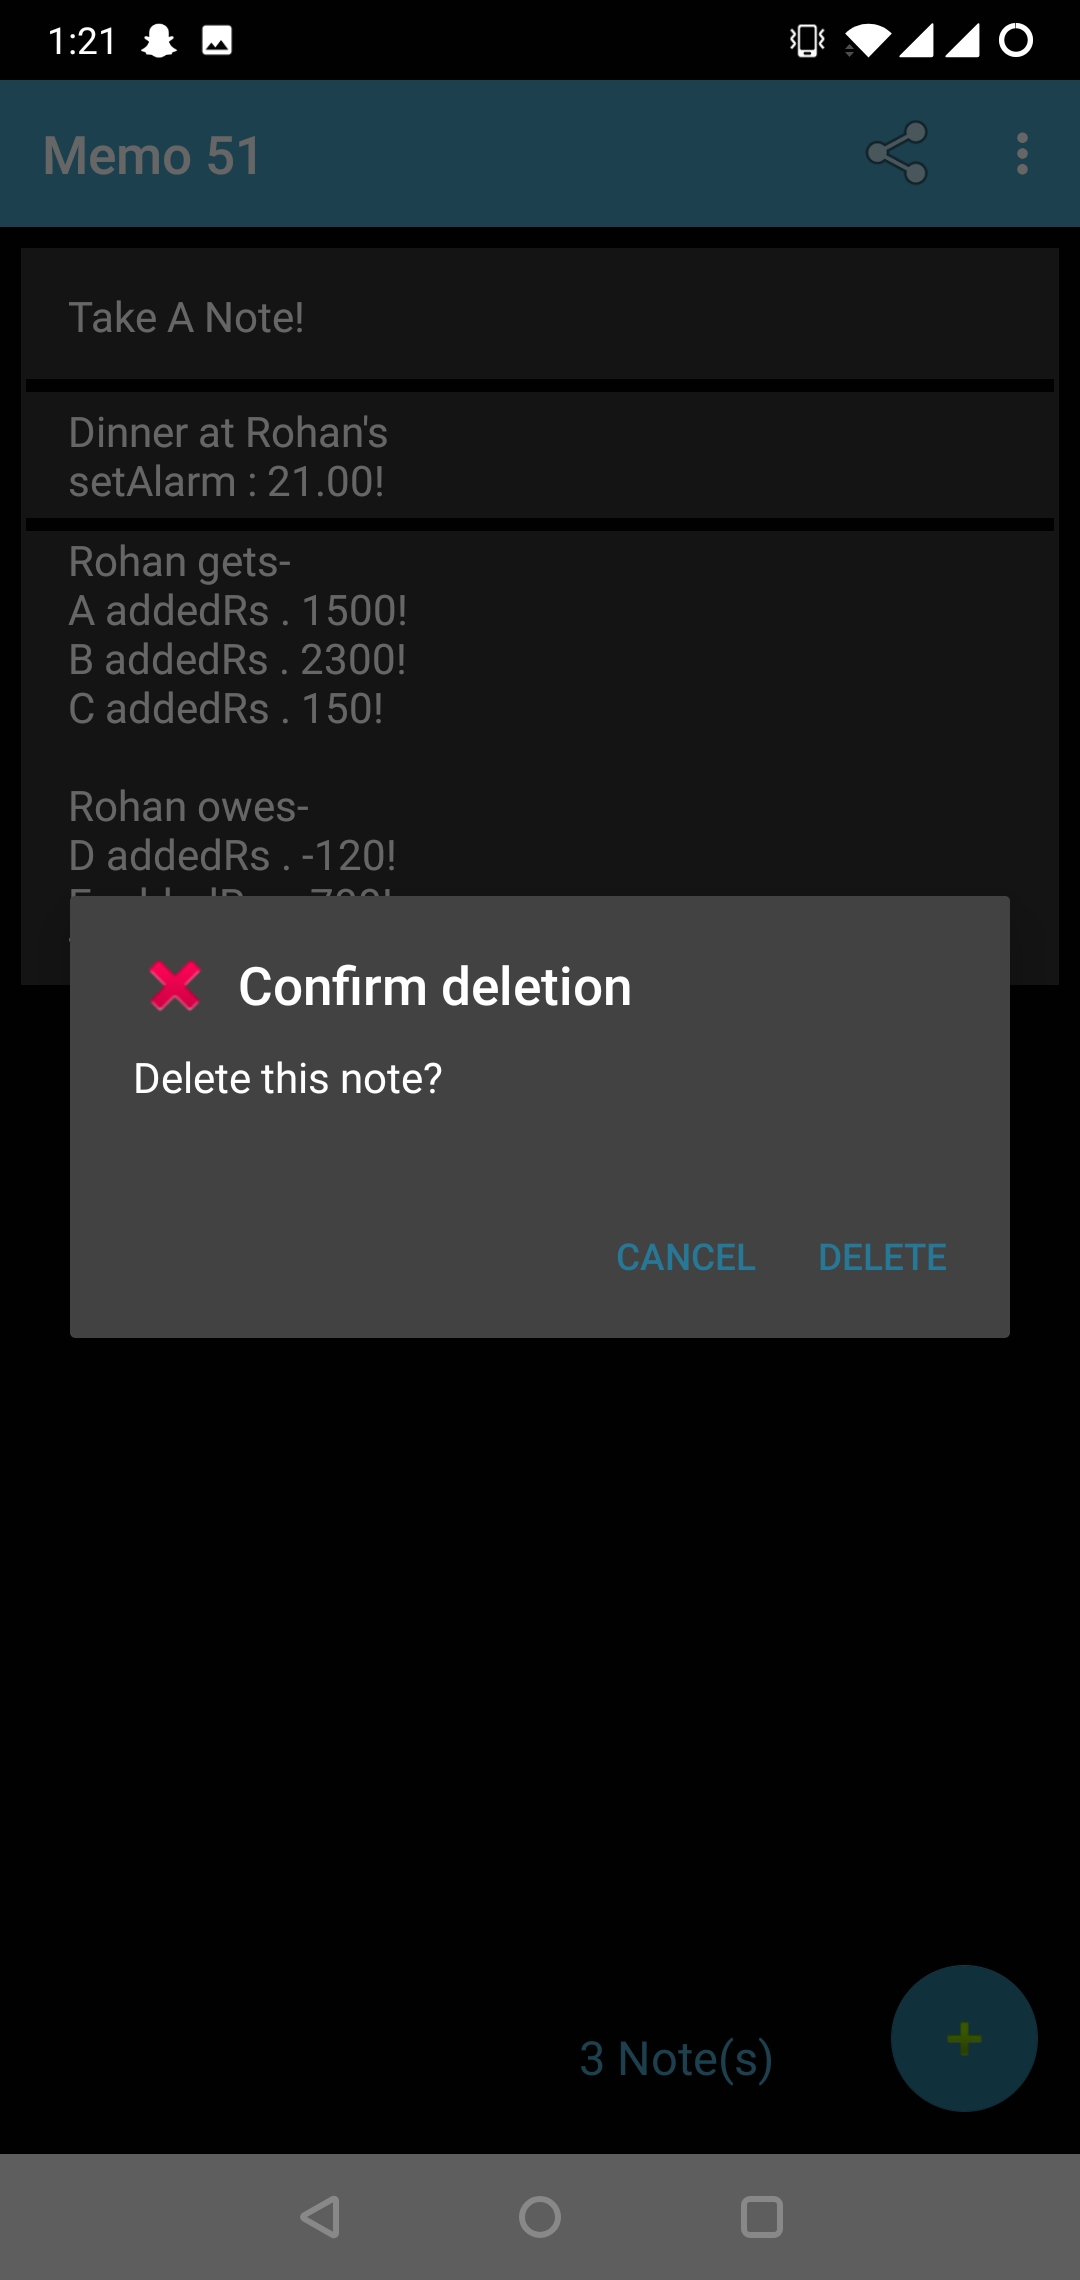 1:21
Memo 51
Take A Note!
Dinner at Rohan's
setAlarm : 21.00!
Rohan gets-
A addedRs . 1500!
B addedRs . 2300!
C addedRs . 150!
Rohan owes-
D addedRs . -120!
Confirm deletion
Delete this note?
CANCEL DELETE
3 Note(s)